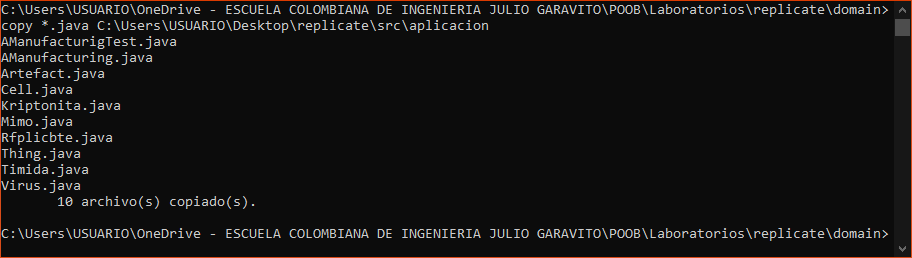 C:\Users\USUARIO\OneDrive - ESCUELA COLOMBIANA DE INGENIERIA JULIO GARAVITO\POOB\Laboratorios\replicate\domain>
copy *.java C:\Users\USUARIO\Desktop\replicate\src\aplicacion
AManufacturigTest.java
AManufacturing.java
Artefact.java
Cell.java
Kriptonita.java
Mimo.java
Rfplicbte.java
Thing.java
Timida.java
Virus.java
       10 archivo(s) copiado(s).
C:\Users\USUARIO\OneDrive - ESCUELA COLOMBIANA DE INGENIERIA JULIO GARAVITO\POOB\Laboratorios\replicate\domain>